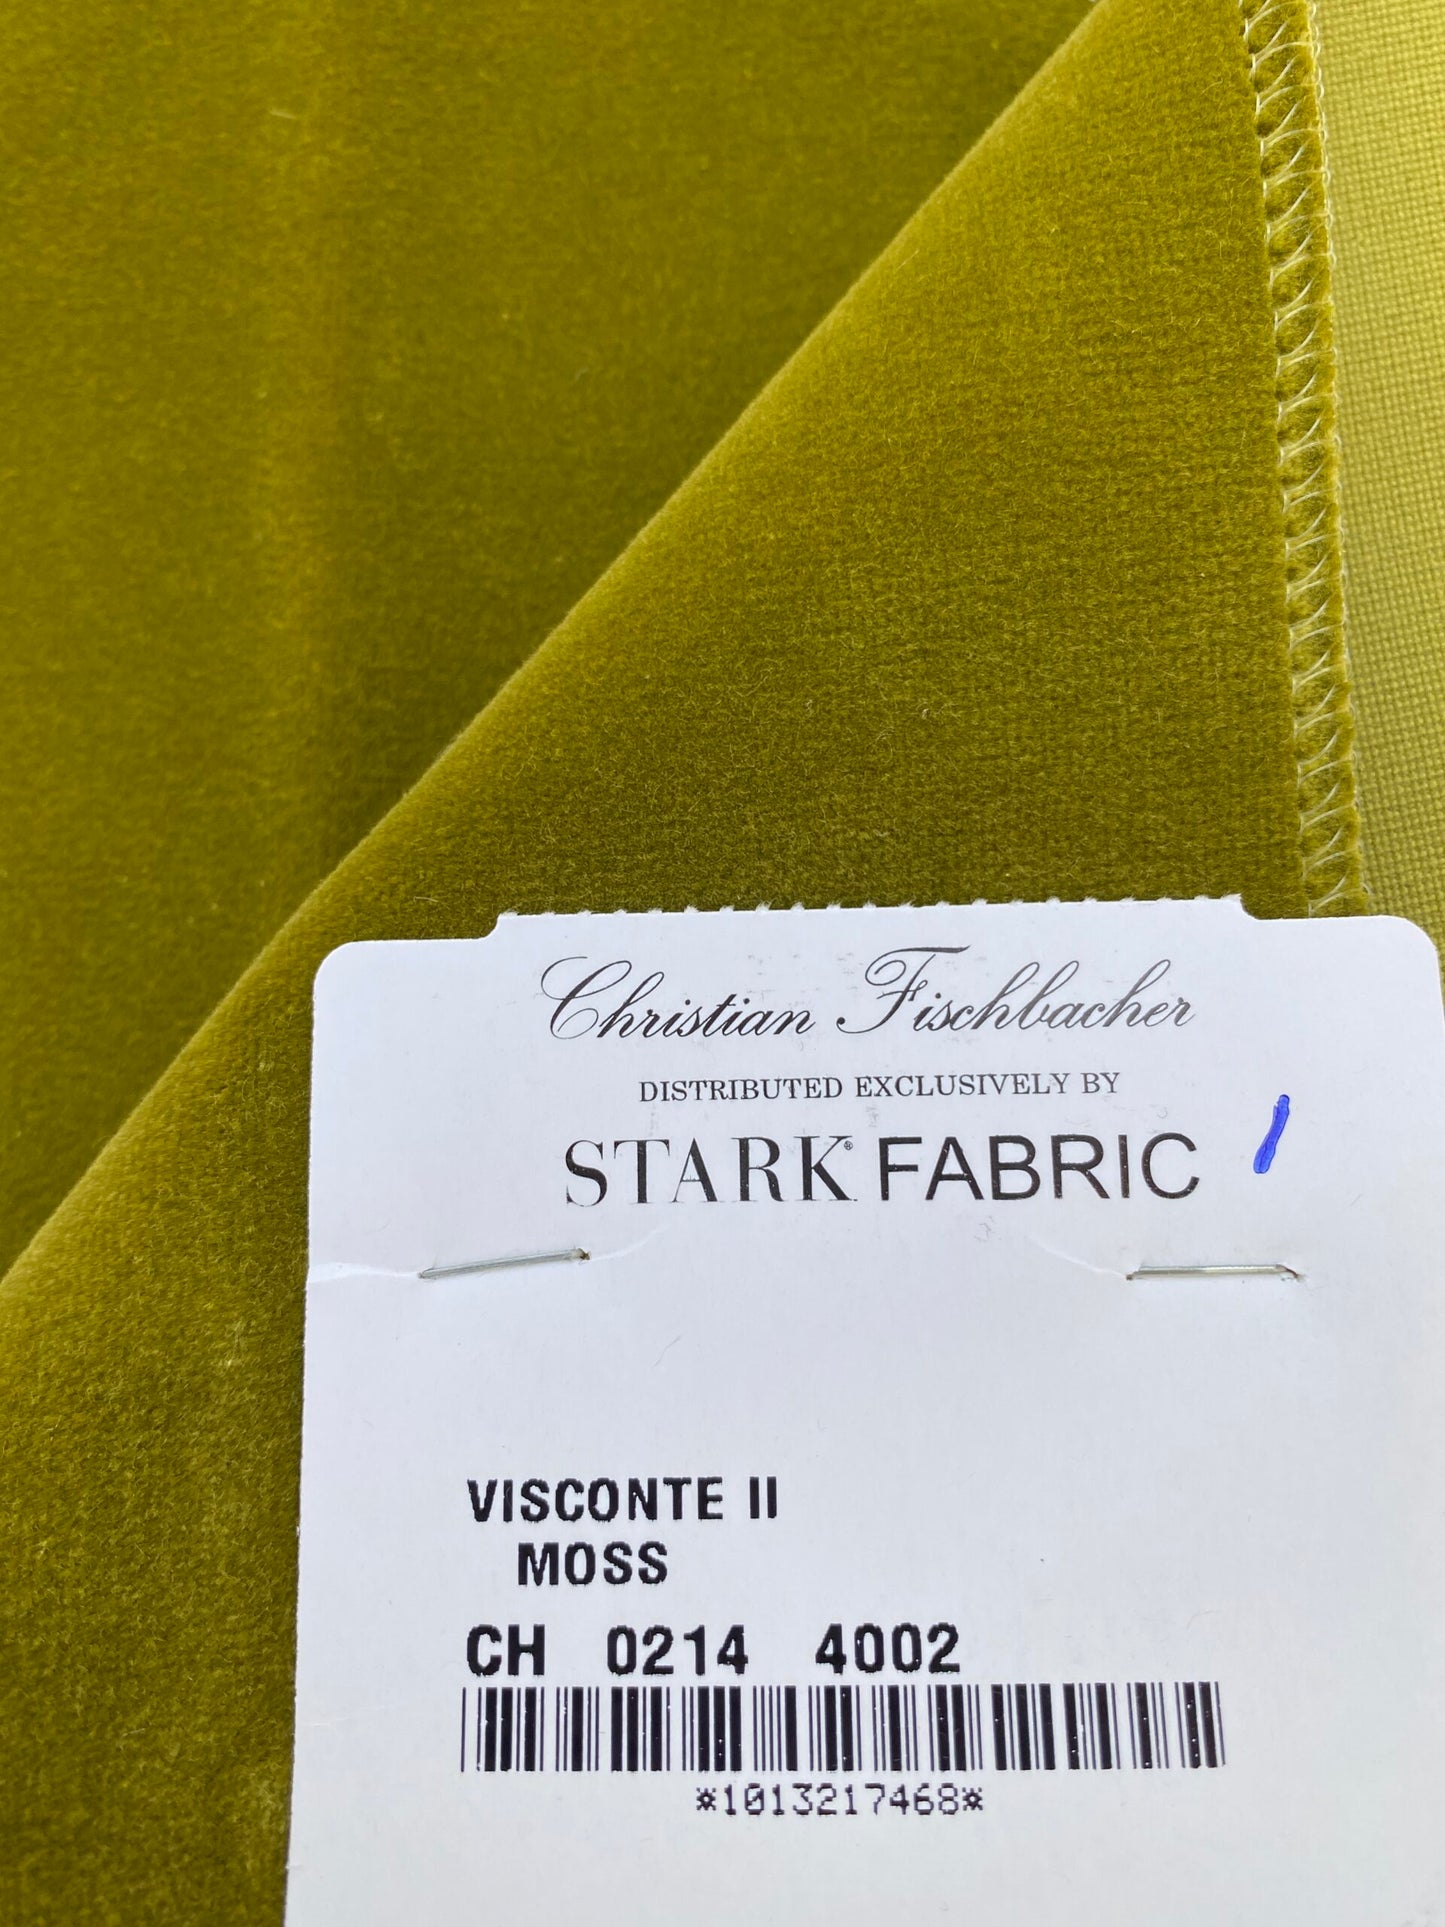 Christian Fischbacher
DISTRIBUTED EXCLUSIVELY BY
STARK® FABRIC
VISCONTE II
MOSS
CH 0214 4002
*1013217468*